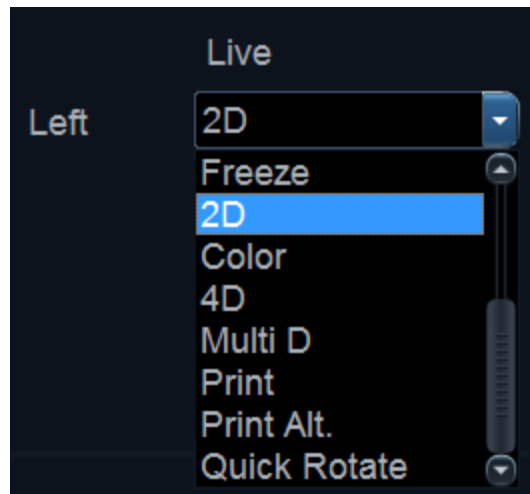 Live
Left 2D
Freeze
2D
Color
4D
Multi D
Print
Print Alt.
Quick Rotate